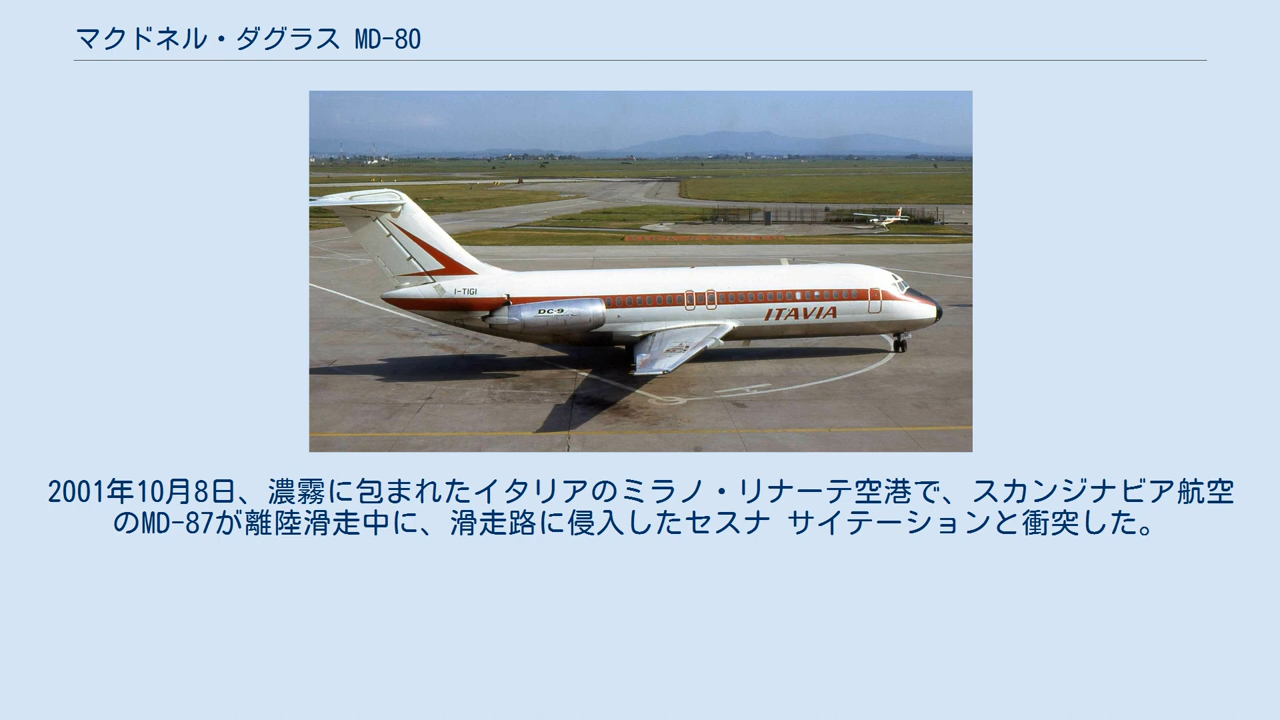 マクドネル・ダグラス MD-80
I-TIGI
DC-9
ITAVIA
2001年10月8日、濃霧に包まれたイタリアのミラノ・リナーテ空港で、スカンジナビア航空
のMD-87が離陸滑走中に、滑走路に侵入したセスナ サイテーションと衝突した。